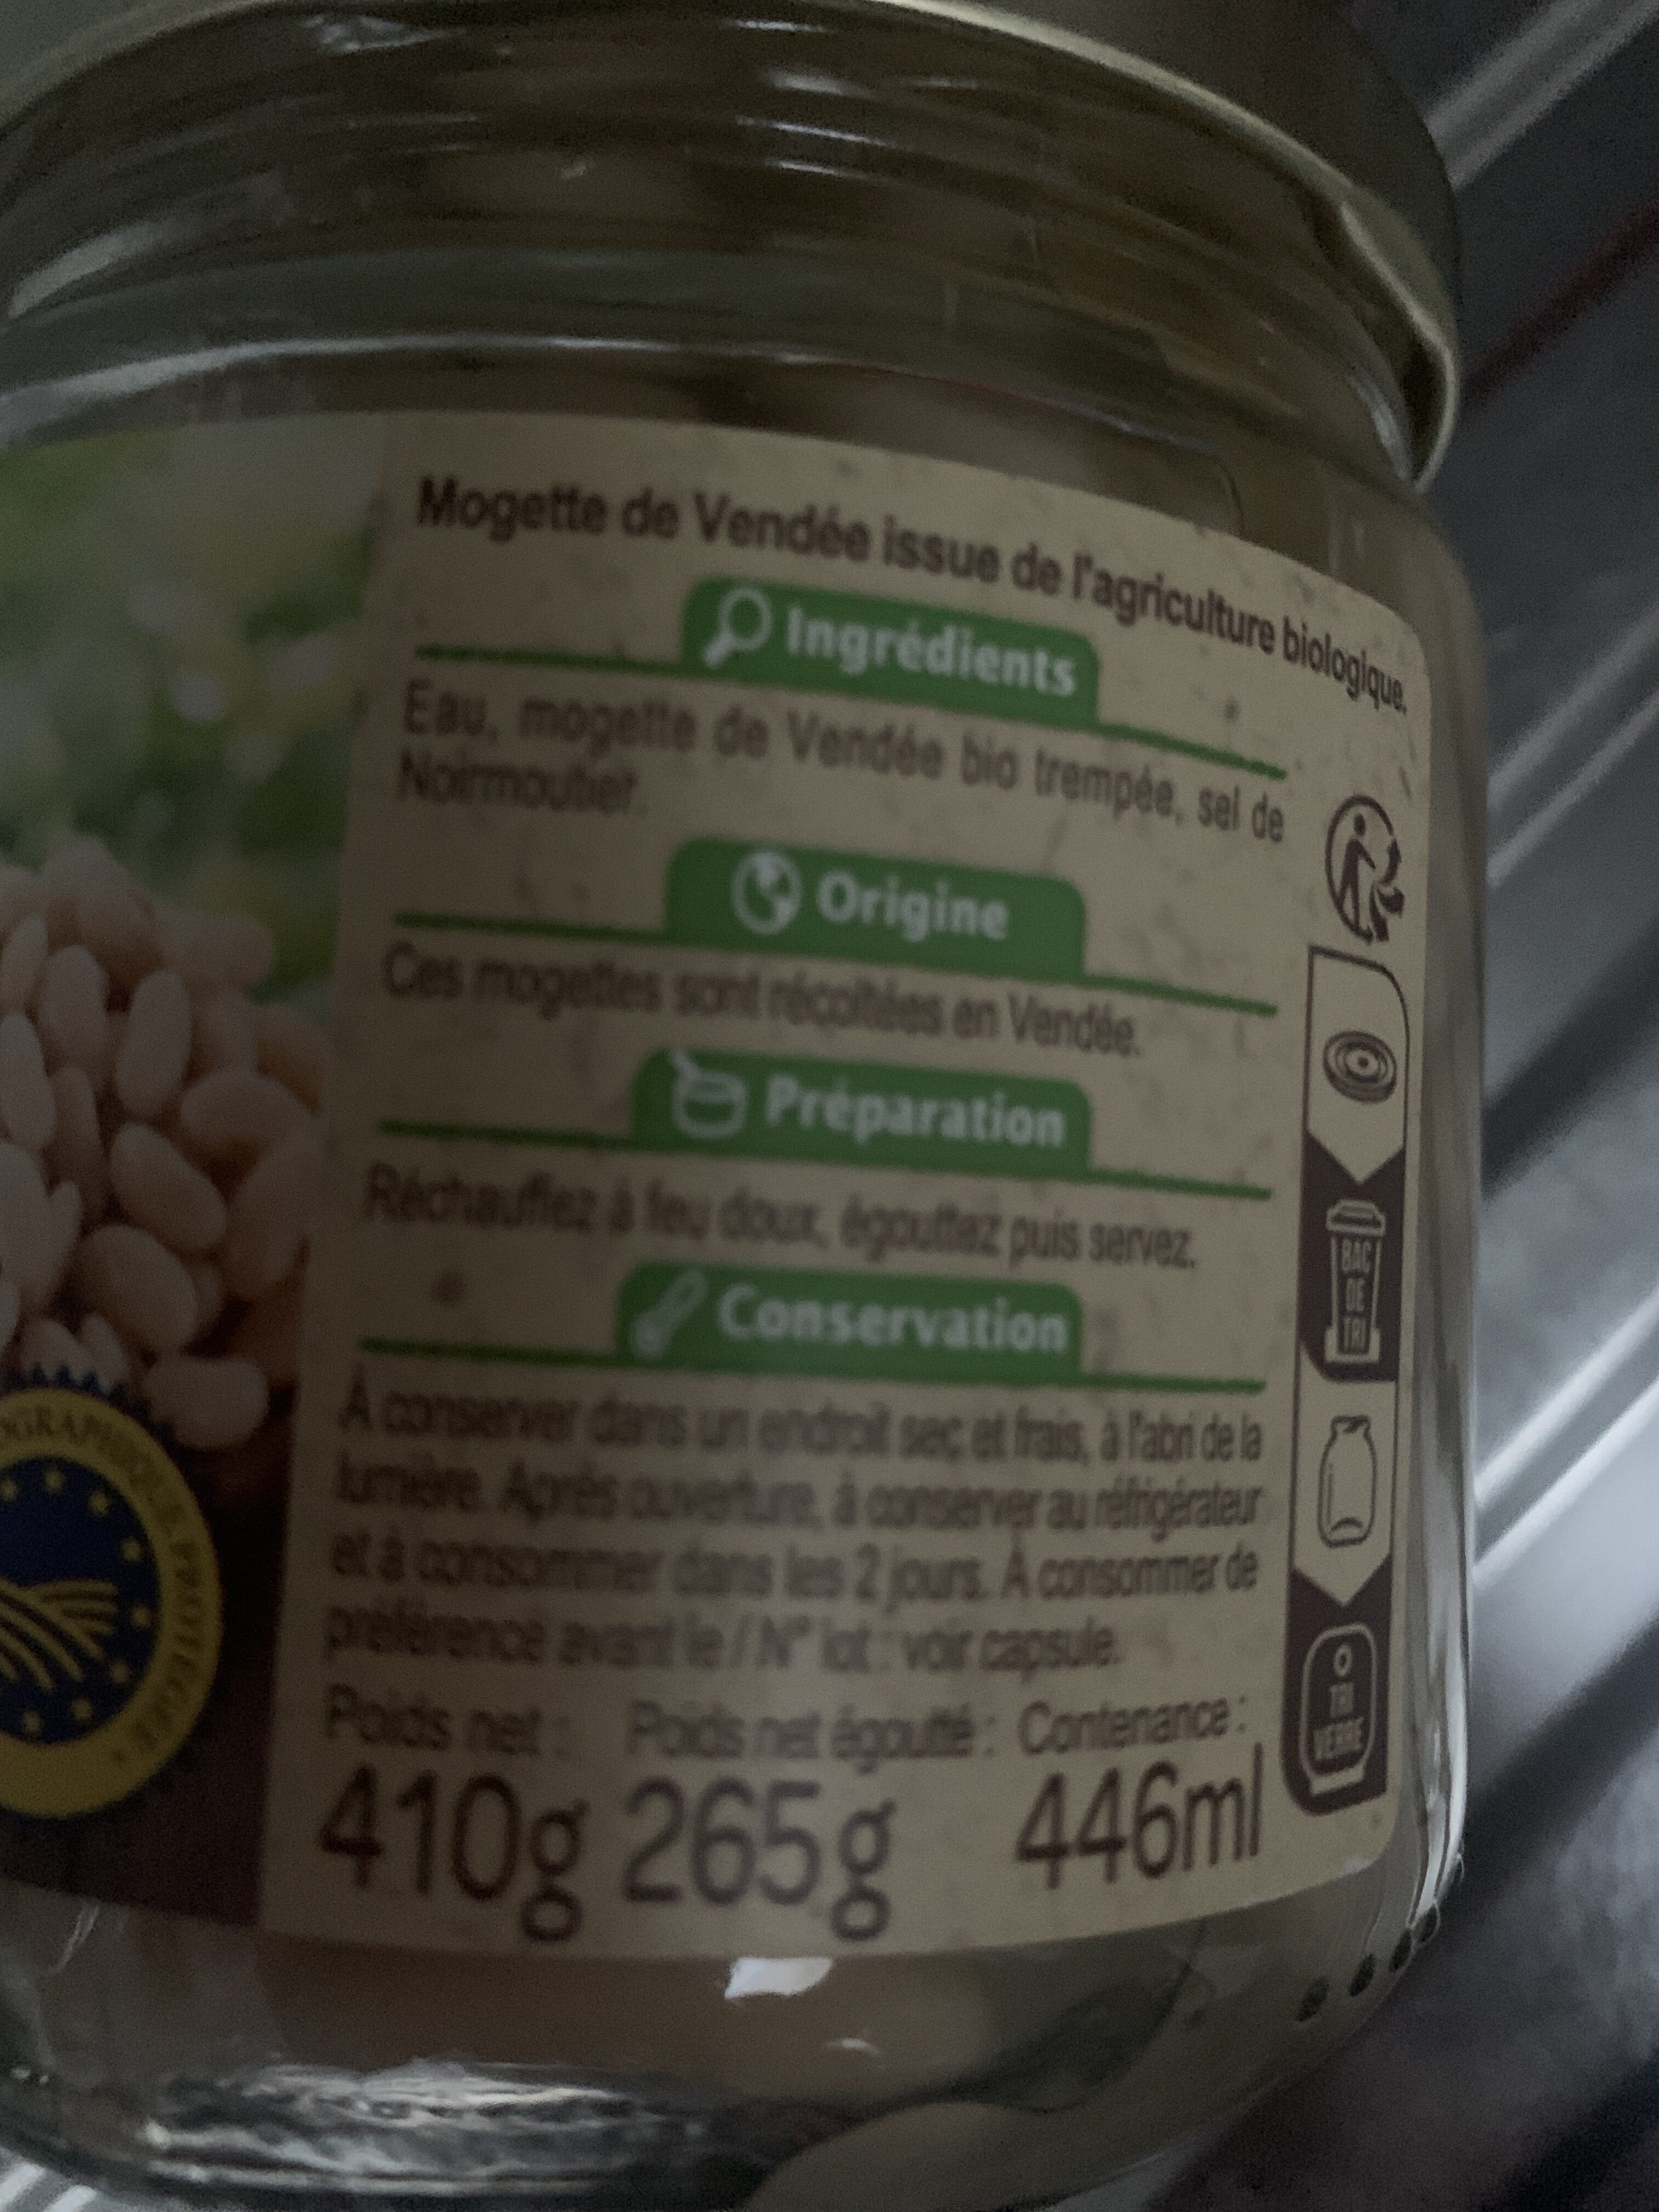 Mogette de Vendée issue de l'agriculture biologique.
Ingrédients
Eau, mogette de Vendée bio trempée, sel de
Noirmoutier.
Origine
Ces mogettes sont récoltées en Vendée.
Préparation
Réchauffez à feu doux, égouttez puis servez.
Conservation
À conserver dans un endroit sec et frais, à l'abri de la
lumière. Après ouverture, à conserver au réfrigérateur
et à consommer dans les 2 jours. À consommer de
préférence avant le / N° lot : voir capsule.
Poids net : Poids net égoutté : Contenance :
410g 265g 446ml
BAC
DE
TRI
TRI
VERRE
OGRAPHIQUE PROTÉGÉE